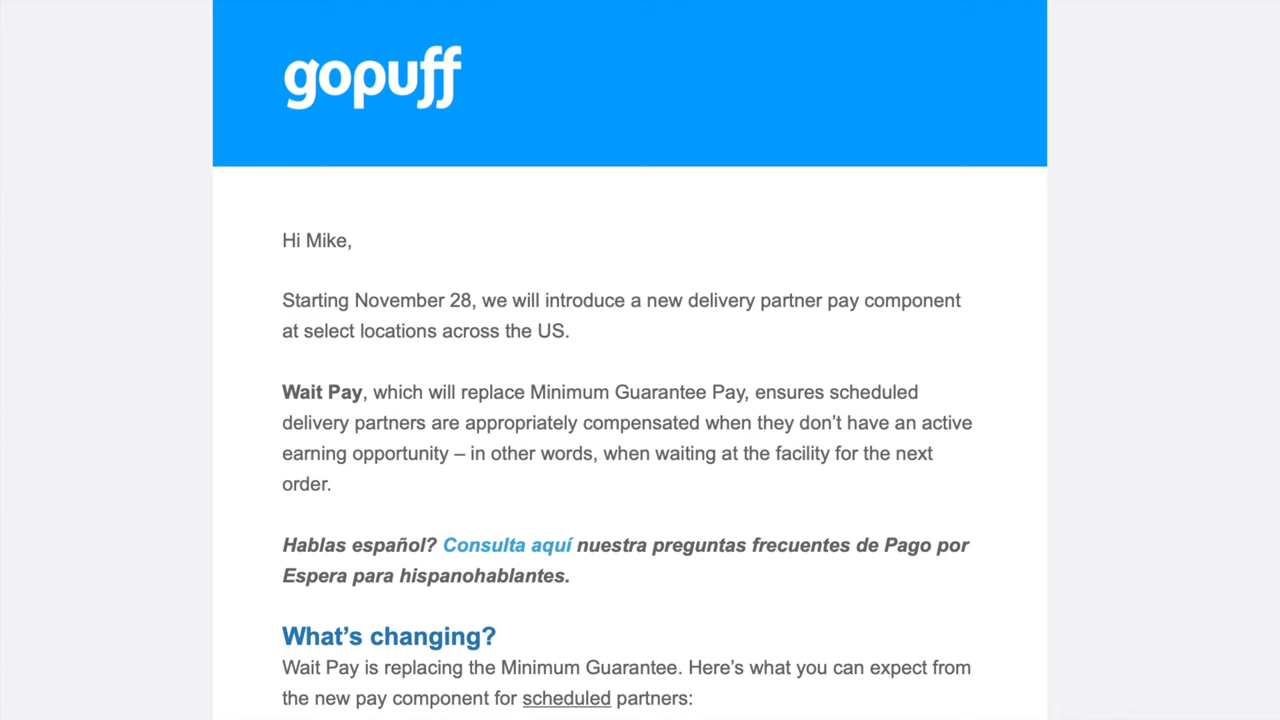 gopuff
Hi Mike,
Starting November 28, we will introduce a new delivery partner pay component
at select locations across the US.
Wait Pay, which will replace Minimum Guarantee Pay, ensures scheduled
delivery partners are appropriately compensated when they don’t have an active
earning opportunity – in other words, when waiting at the facility for the next
order.
Hablas español? Consulta aquí nuestra preguntas frecuentes de Pago por
Espera para hispanohablantes.
What’s changing?
Wait Pay is replacing the Minimum Guarantee. Here’s what you can expect from
the new pay component for scheduled partners: